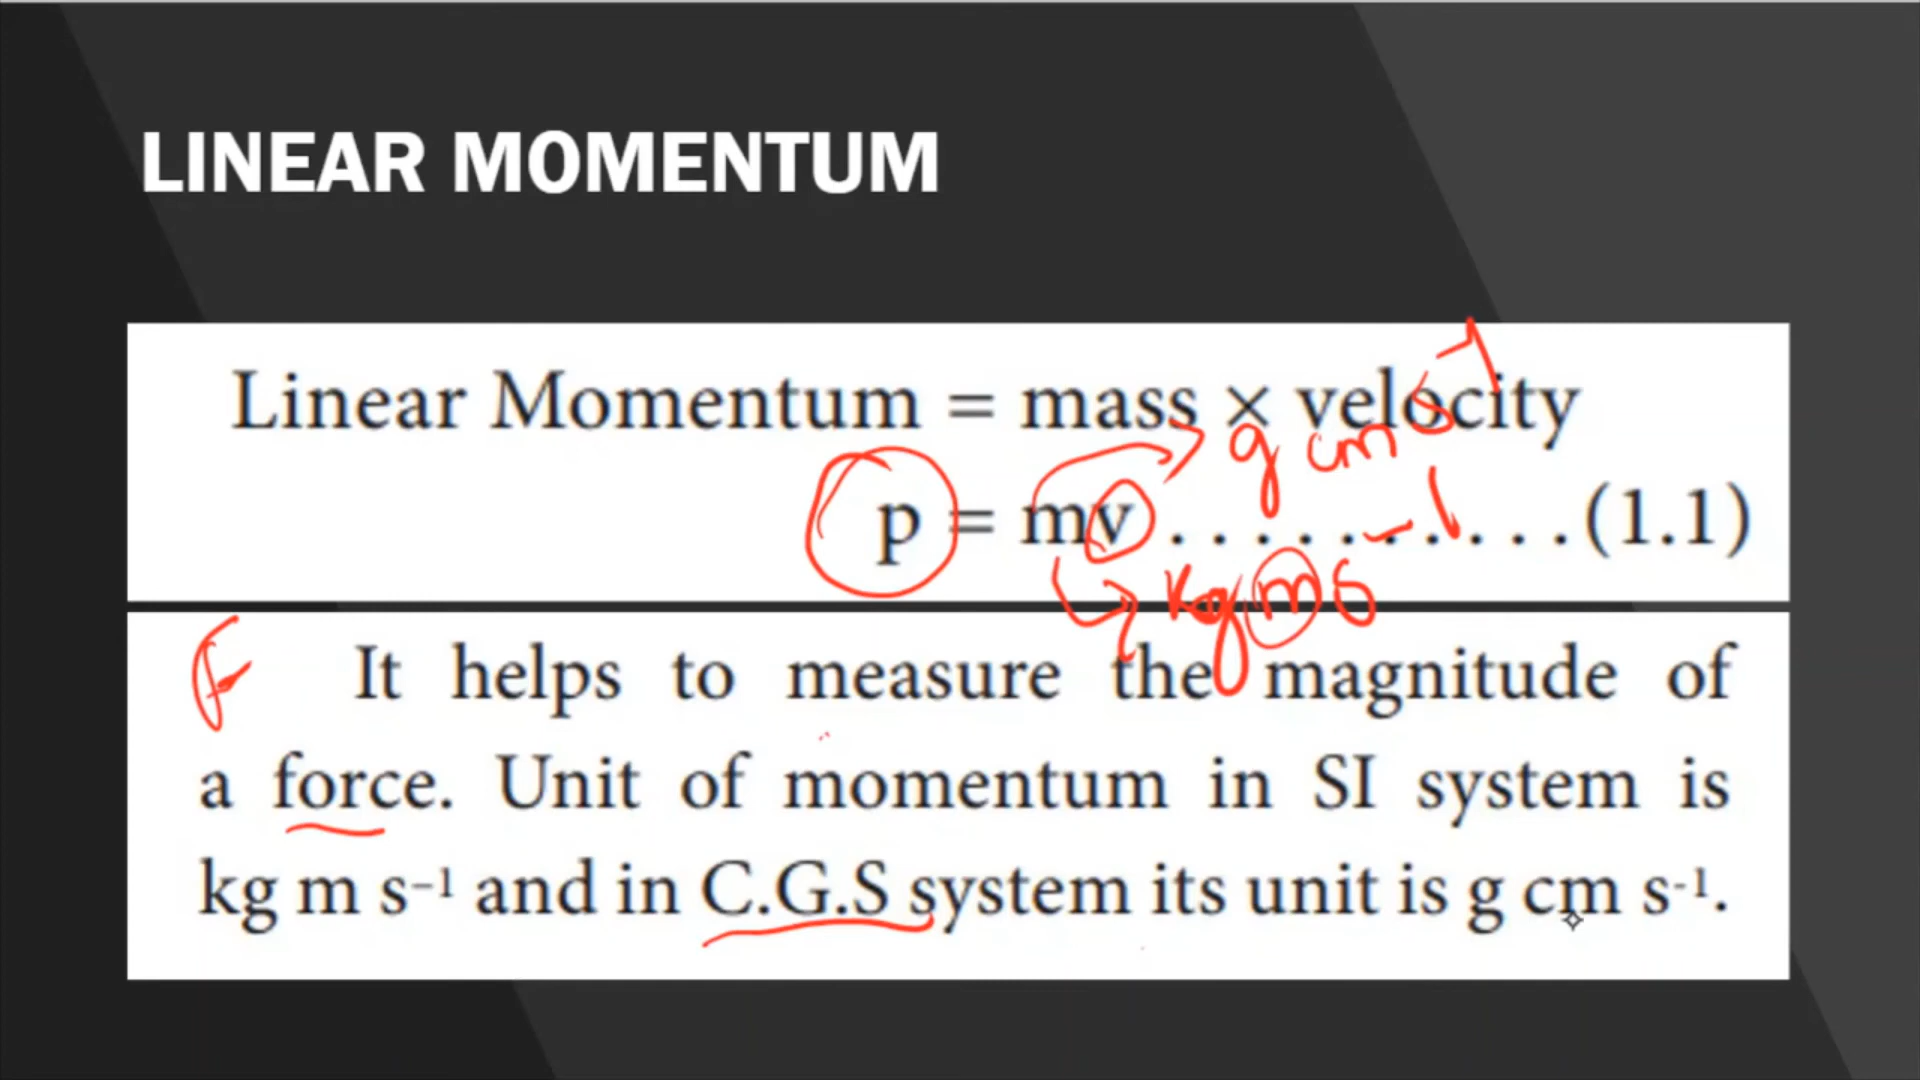 LINEAR MOMENTUM
Linear Momentum = mass × velocity
g cm s⁻¹
p = mv . . . . . . . . . . (1.1)
kg m s⁻¹
F
It helps to measure the magnitude of
a force. Unit of momentum in SI system is
kg m s⁻¹ and in C.G.S system its unit is g cm s⁻¹.